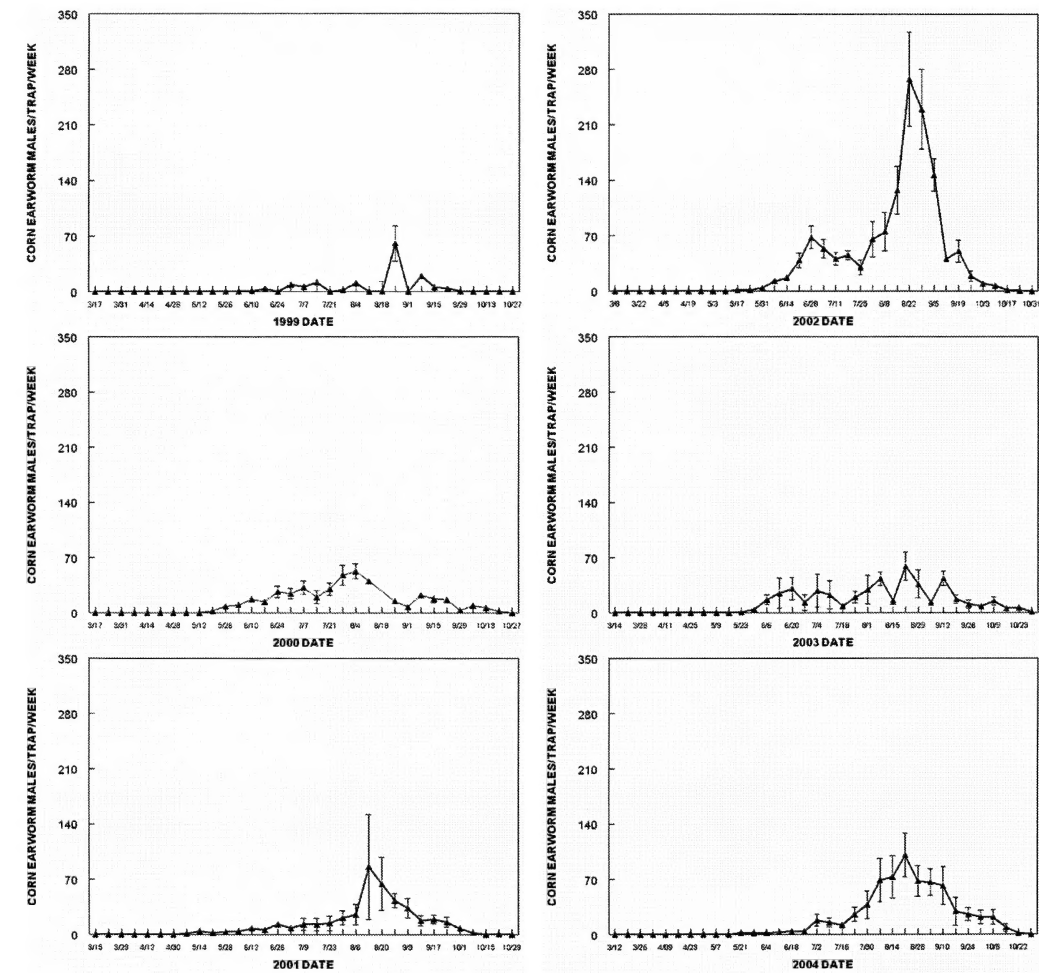 CORN EARWORM MALES/TRAP/WEEK
350
280
210
140
70
0
3/17 3/31 4/14 4/28 5/12 5/26 6/10 6/24 7/7 7/21 8/4 8/18 9/1 9/15 9/29 10/13 10/27
1999 DATE
CORN EARWORM MALES/TRAP/WEEK
350
280
210
140
70
0
3/8 3/22 4/5 4/19 5/3 5/17 5/31 6/14 6/28 7/11 7/25 8/8 8/22 9/5 9/19 10/3 10/17 10/31
2002 DATE
CORN EARWORM MALES/TRAP/WEEK
350
280
210
140
70
0
3/17 3/31 4/14 4/28 5/12 5/26 6/10 6/24 7/21 8/4 8/18 9/1 9/15 9/29 10/13 10/27
2000 DATE
CORN EARWORM MALES/TRAP/WEEK
350
280
210
140
70
0
3/14 3/28 4/11 4/25 5/9 5/23 6/6 6/20 7/4 7/18 8/1 8/15 8/29 9/12 9/26 10/9 10/23
2003 DATE
CORN EARWORM MALES/TRAP/WEEK
350
280
210
140
70
0
3/15 3/29 4/12 4/30 5/14 5/28 6/12 6/26 7/9 7/23 8/6 8/20 9/17 10/1 10/15 10/29
2001 DATE
CORN EARWORM MALES/TRAP/WEEK
350
280
210
140
70
0
3/12 3/26 4/09 4/23 5/7 5/21 6/4 6/18 7/2 7/16 7/30 8/14 8/28 9/10 9/24 10/8 10/22
2004 DATE